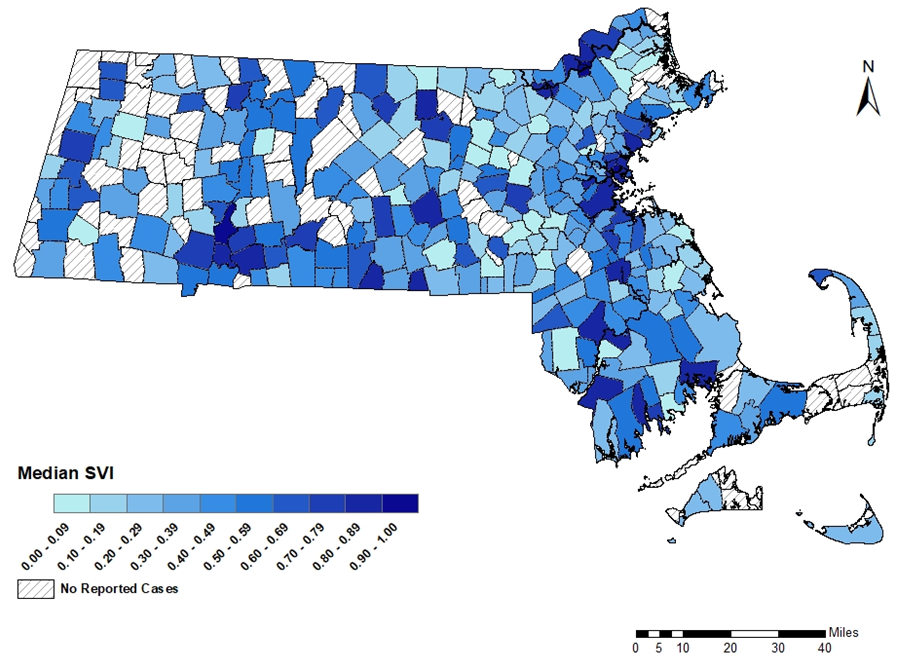 N
Median SVI
0.00 - 0.09
0.10 - 0.19
0.20 - 0.29
0.30 - 0.39
0.40 - 0.49
0.50 - 0.59
0.60 - 0.69
0.70 - 0.79
0.80 - 0.89
0.90 - 1.00
No Reported Cases
Miles
0 5 10 20 30 40